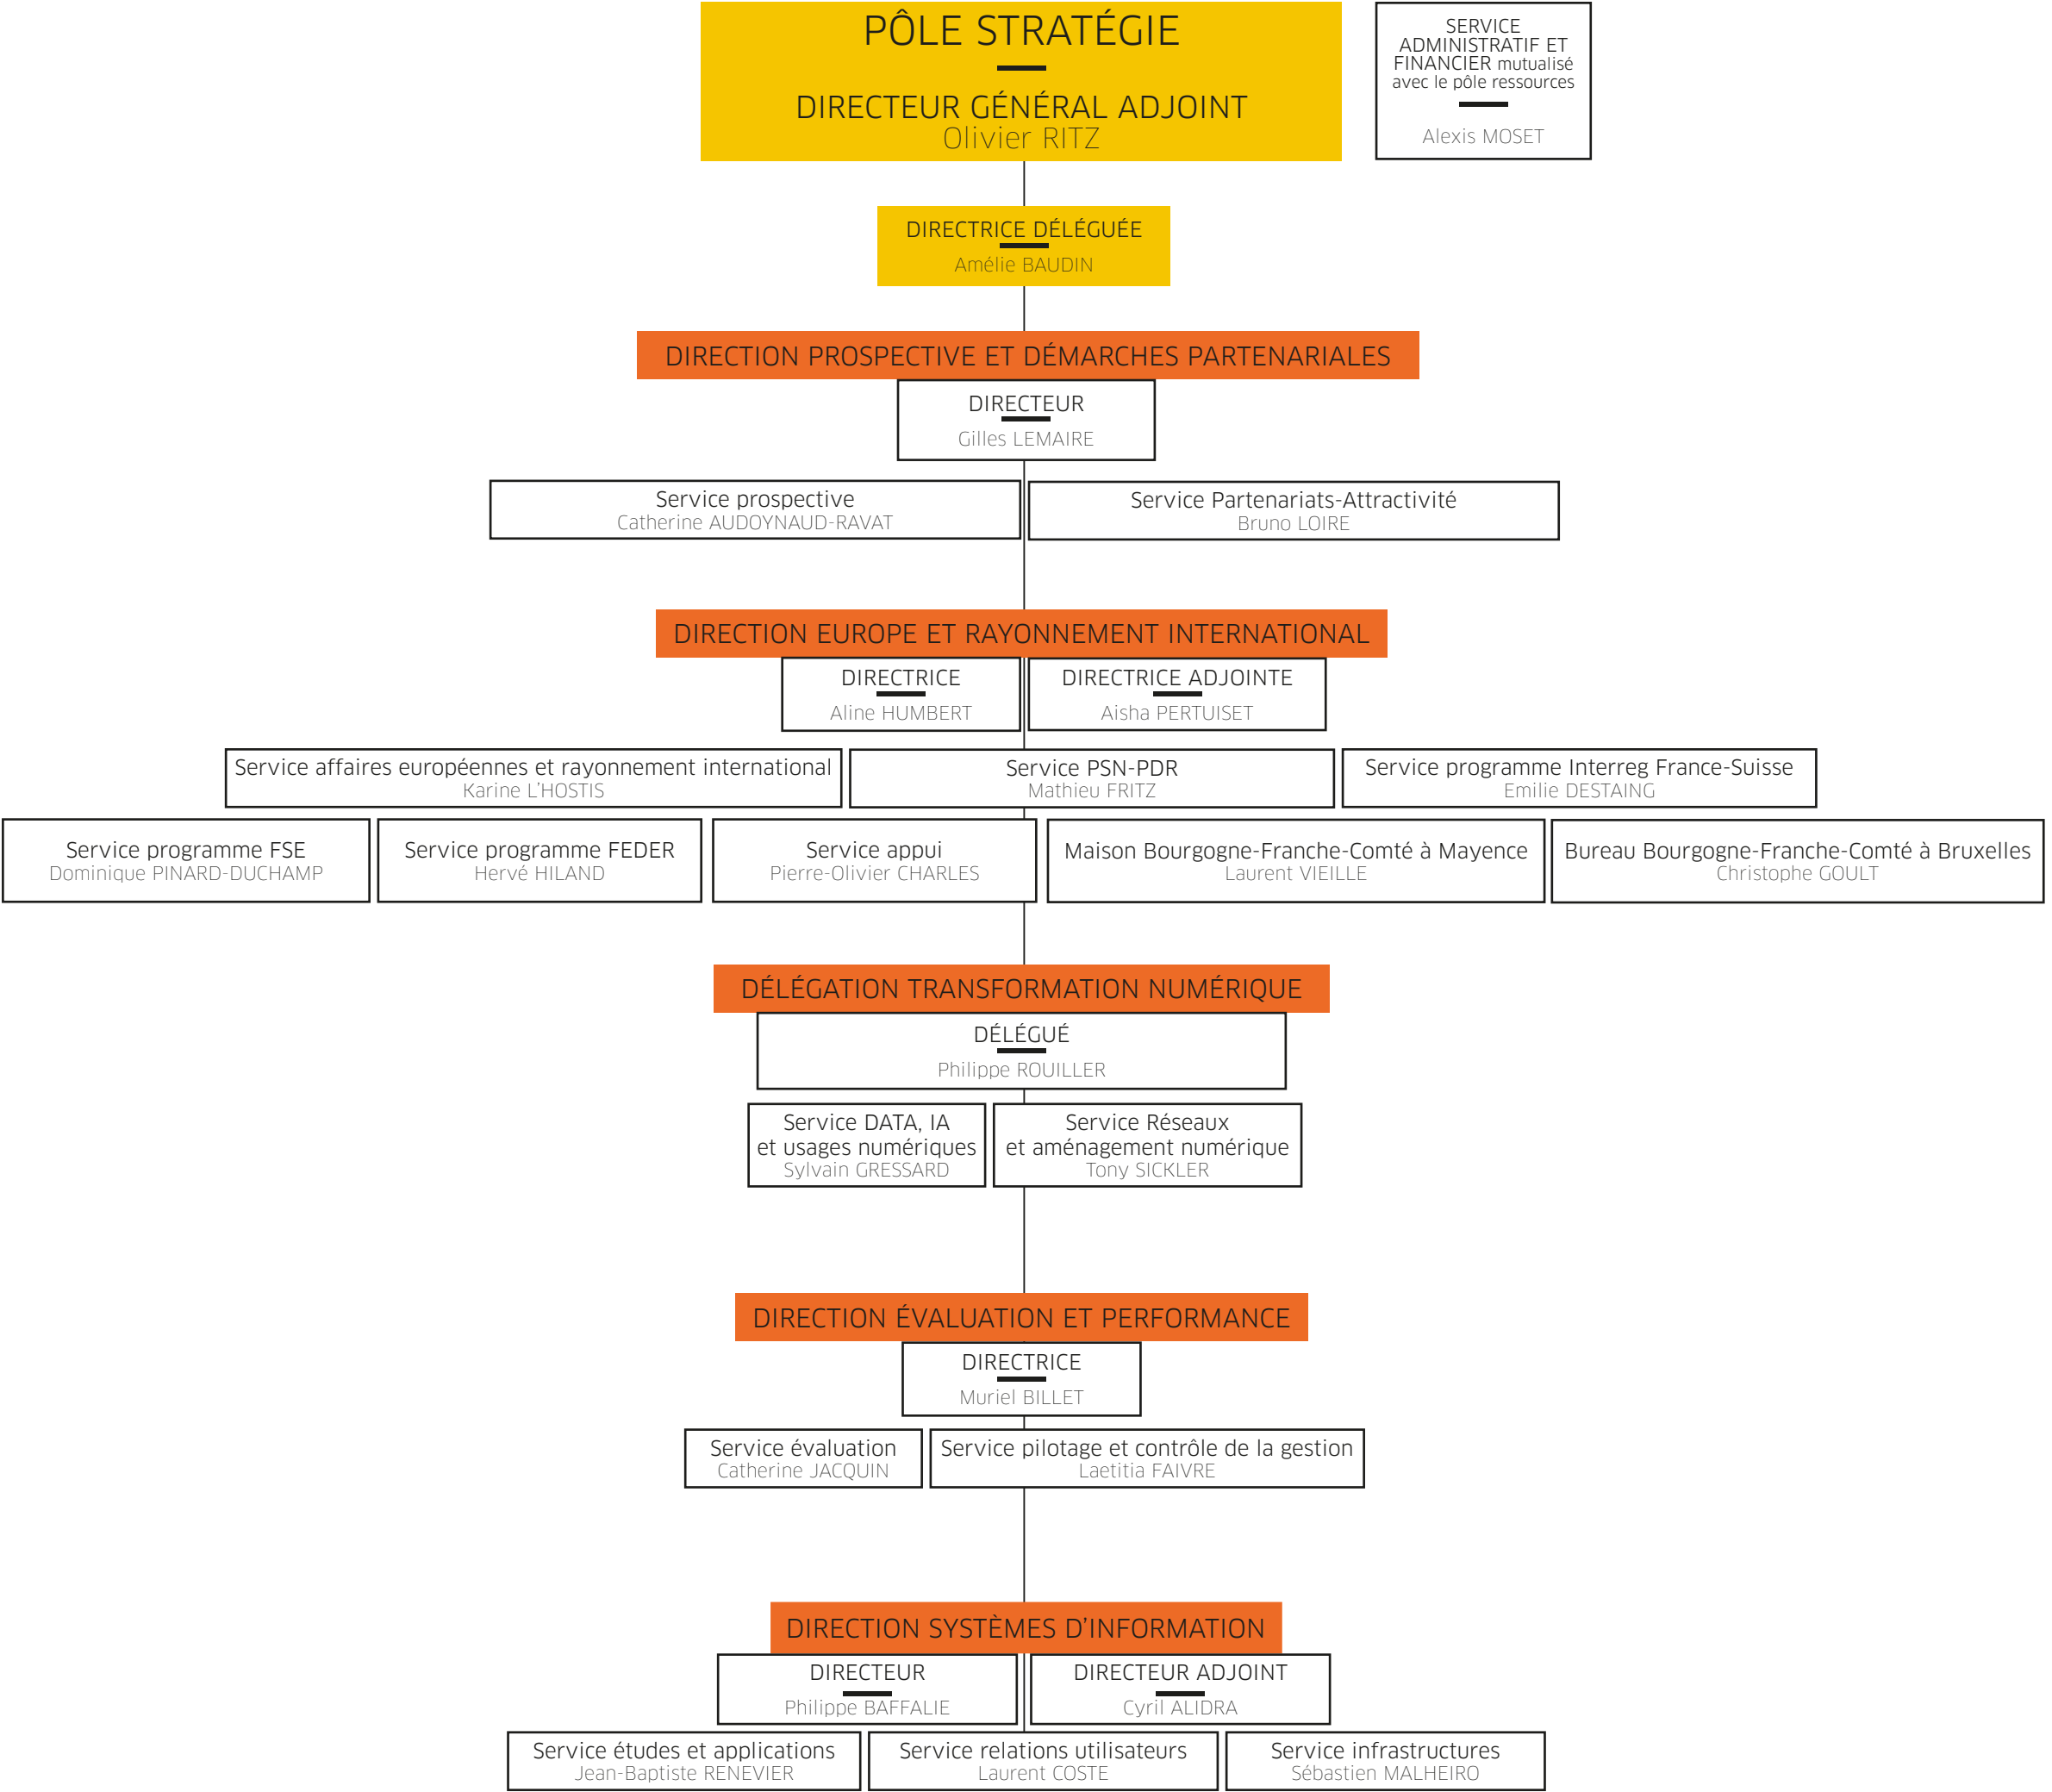 PÔLE STRATÉGIE
DIRECTEUR GÉNÉRAL ADJOINT
Olivier RITZ
SERVICE
ADMINISTRATIF ET
FINANCIER mutualisé
avec le pôle ressources
Alexis MOSET
DIRECTRICE DÉLÉGUÉE
Amélie BAUDIN
DIRECTION PROSPECTIVE ET DÉMARCHES PARTENARIALES
DIRECTEUR
Gilles LEMAIRE
Service prospective
Catherine AUDOYNAUD-RAVAT
Service Partenariats-Attractivité
Bruno LOIRE
DIRECTION EUROPE ET RAYONNEMENT INTERNATIONAL
DIRECTRICE
Aline HUMBERT
DIRECTRICE ADJOINTE
Aisha PERTUISET
Service affaires européennes et rayonnement international
Karine L'HOSTIS
Service PSN-PDR
Mathieu FRITZ
Service programme Interreg France-Suisse
Emilie DESTAING
Service programme FSE
Dominique PINARD-DUCHAMP
Service programme FEDER
Hervé HILAND
Service appui
Pierre-Olivier CHARLES
Maison Bourgogne-Franche-Comté à Mayence
Laurent VIEILLE
Bureau Bourgogne-Franche-Comté à Bruxelles
Christophe GOULT
DÉLÉGATION TRANSFORMATION NUMÉRIQUE
DÉLÉGUÉ
Philippe ROUILLER
Service DATA, IA
et usages numériques
Sylvain GRESSARD
Service Réseaux
et aménagement numérique
Tony SICKLER
DIRECTION ÉVALUATION ET PERFORMANCE
DIRECTRICE
Muriel BILLET
Service évaluation
Catherine JACQUIN
Service pilotage et contrôle de la gestion
Laetitia FAIVRE
DIRECTION SYSTÈMES D'INFORMATION
DIRECTEUR
Philippe BAFFALIE
DIRECTEUR ADJOINT
Cyril ALIDRA
Service études et applications
Jean-Baptiste RENEVIER
Service relations utilisateurs
Laurent COSTE
Service infrastructures
Sébastien MALHEIRO